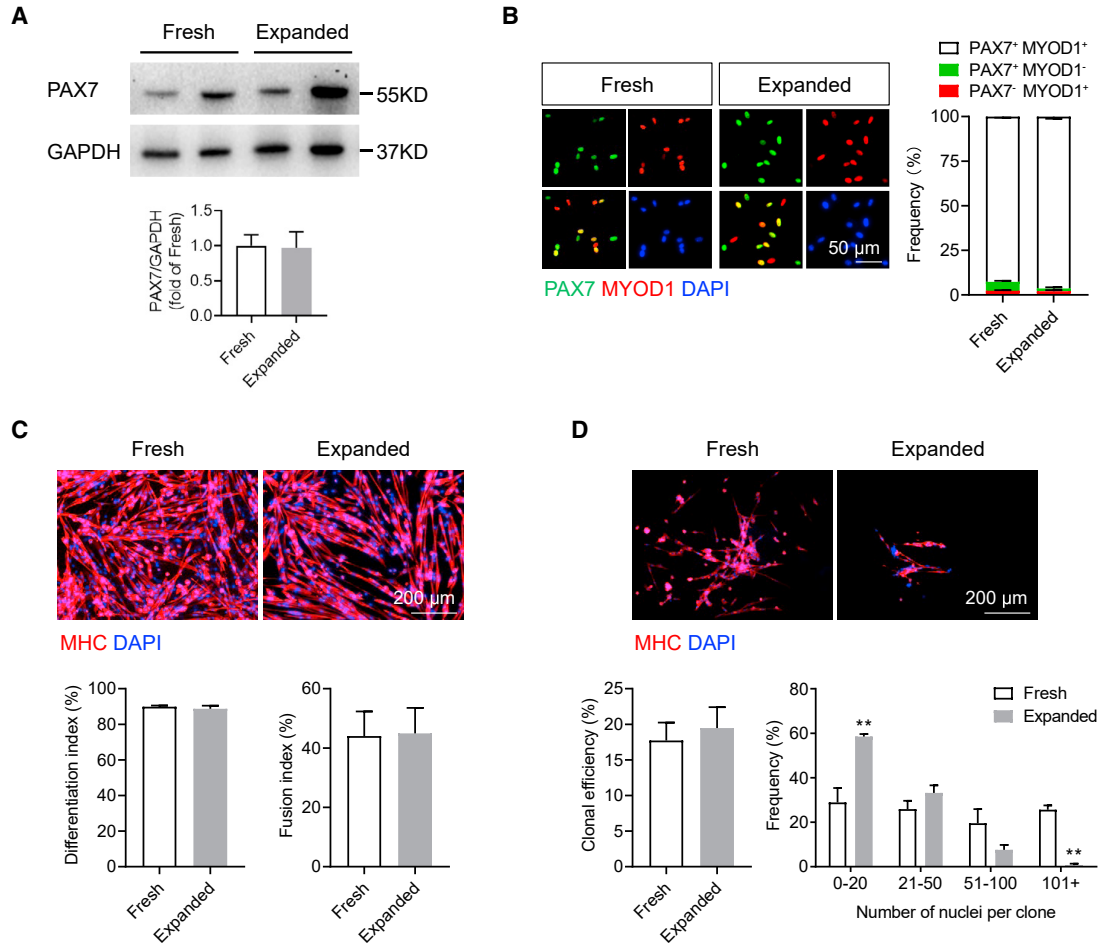 A
Fresh Expanded
PAX7
55KD
GAPDH
37KD
PAX7/GAPDH
(fold of Fresh)
1.5
1.0
0.5
0.0
Fresh
Expanded
B
Fresh Expanded
50 µm
PAX7 MYOD1 DAPI
PAX7+ MYOD1+
PAX7+ MYOD1-
PAX7- MYOD1+
Frequency (%)
100
75
50
25
0
Fresh
Expanded
C
Fresh Expanded
200 µm
MHC DAPI
Differentiation index (%)
100
80
60
40
20
0
Fresh
Expanded
Fusion index (%)
60
40
20
0
Fresh
Expanded
D
Fresh Expanded
200 µm
MHC DAPI
Clonal efficiency (%)
25
20
15
10
5
0
Fresh
Expanded
Frequency (%)
80
60
40
20
0
Fresh
Expanded
**
**
0-20 21-50 51-100 101+
Number of nuclei per clone